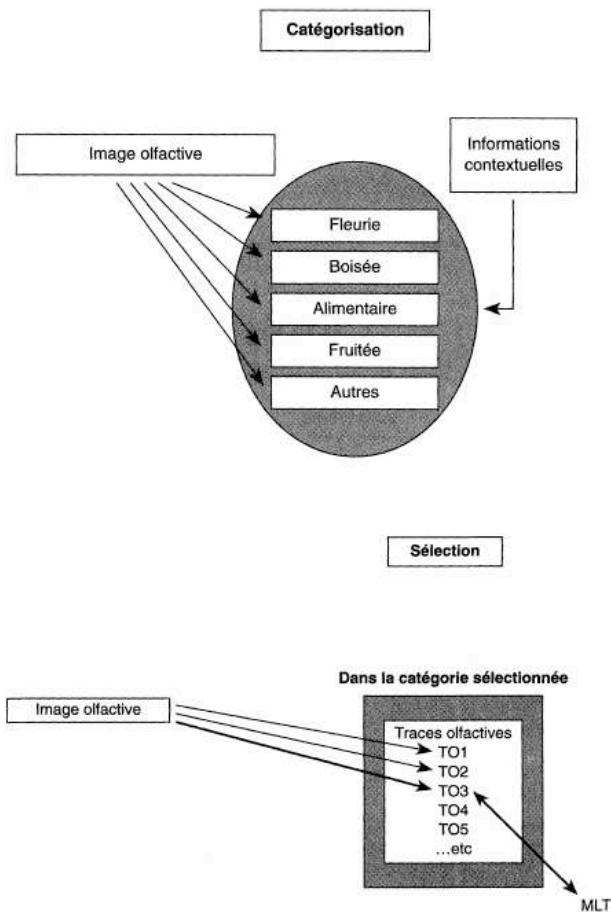 Catégorisation
Image olfactive
Informations
contextuelles
Fleurie
Boisée
Alimentaire
Fruitée
Autres
Sélection
Dans la catégorie sélectionnée
Image olfactive
Traces olfactives
TO1
TO2
TO3
TO4
TO5
...etc
MLT